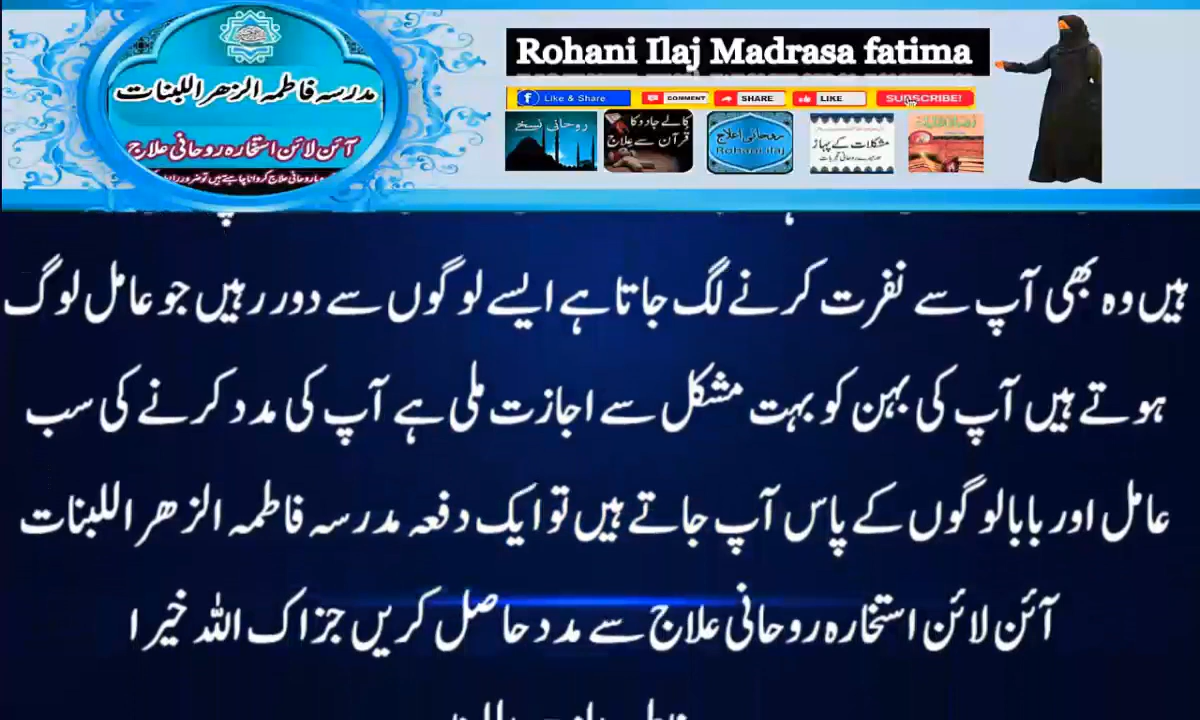 مدرسہ فاطمہ الزھراللبنات
آئن لائن استخارہ روحانی علاج
Rohani Ilaj Madrasa fatima
Like & Share
COMMENT
SHARE
LIKE
SUBSCRIBE!
روحانی نسخے
کالے جادو کا
قرآن سے علاج
روحانی اعلاج
Rohani ilaj
مشکلات کے پہاڑ
ہیں وہ بھی آپ سے نفرت کرنے لگ جاتا ہے ایسے لوگوں سے دور رہیں جو عامل لوگ
ہوتے ہیں آپ کی بہن کو بہت مشکل سے اجازت ملی ہے آپ کی مدد کرنے کی سب
عامل اور بابا لوگوں کے پاس آپ جاتے ہیں تو ایک دفعہ مدرسہ فاطمہ الزھراللبنات
آئن لائن استخارہ روحانی علاج سے مدد حاصل کریں جزاک اللہ خیرا